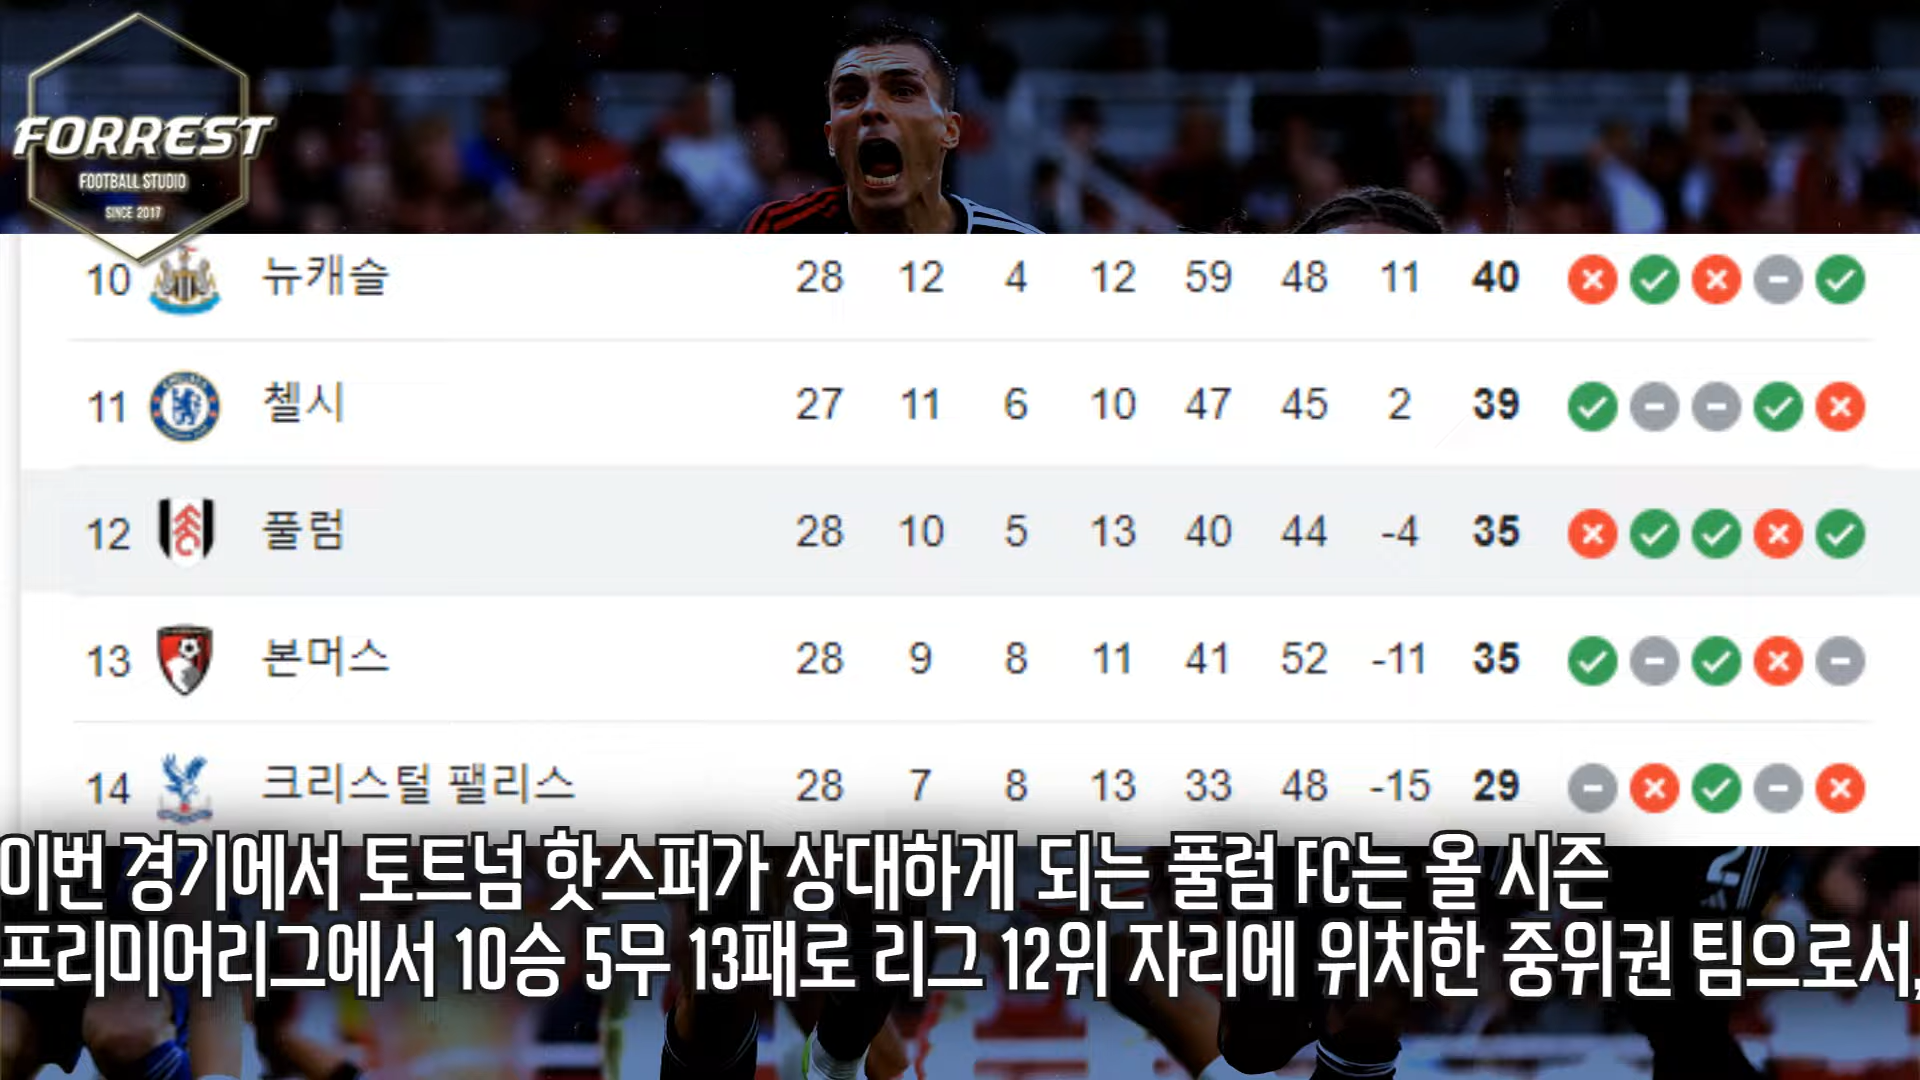 FORREST
FOOTBALL STUDIO
SINCE 2017
10 뉴캐슬 28 12 4 12 59 48 11 40
11 첼시 27 11 6 10 47 45 2 39
12 풀럼 28 10 5 13 40 44 -4 35
13 본머스 28 9 8 11 41 52 -11 35
14 크리스털 팰리스 28 7 8 13 33 48 -15 29
이번 경기에서 토트넘 핫스퍼가 상대하게 되는 풀럼 FC는 올 시즌
프리미어리그에서 10승 5무 13패로 리그 12위 자리에 위치한 중위권 팀으로서,
2